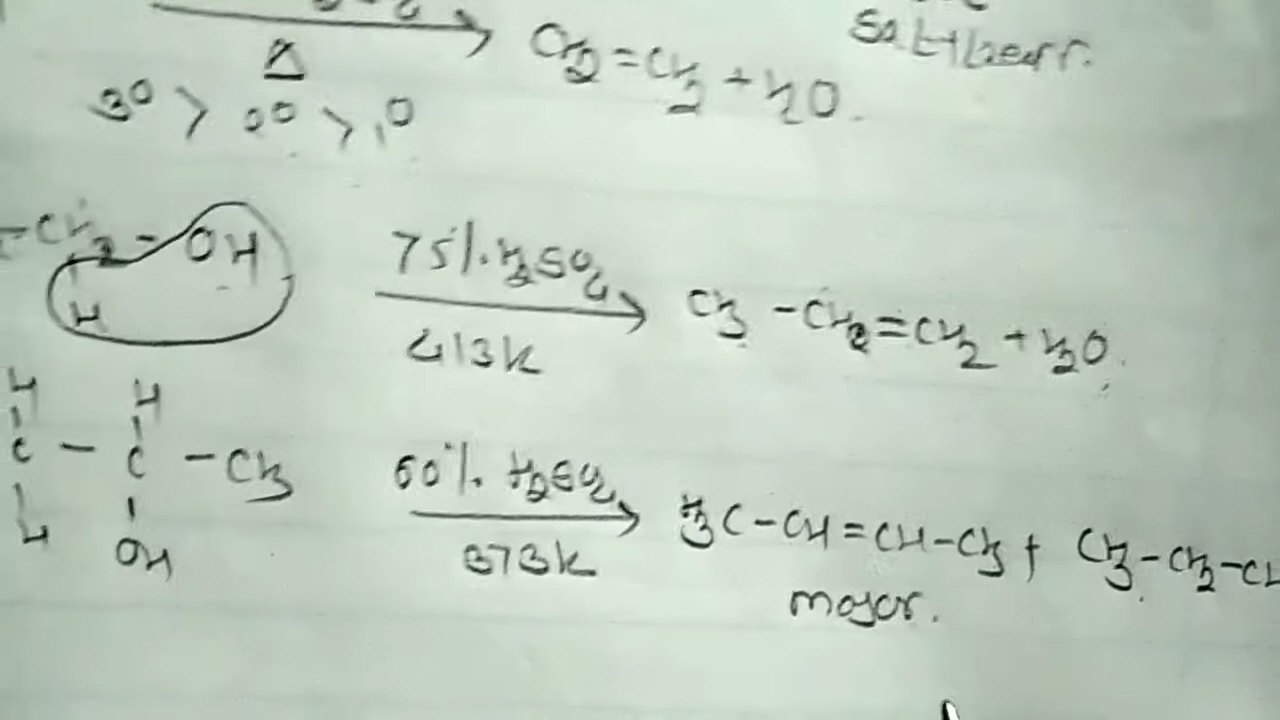 Δ
CH2=CH2 + H2O.
3° > 2° > 1°
-CH2-OH
H
75%. H2SO4
413K
CH3 -CH2=CH2 + H2O.
H H
C - C -CH3
H OH
60%. H2SO4
373K
H3C-CH=CH-CH3 + CH3-CH2-CH
major.